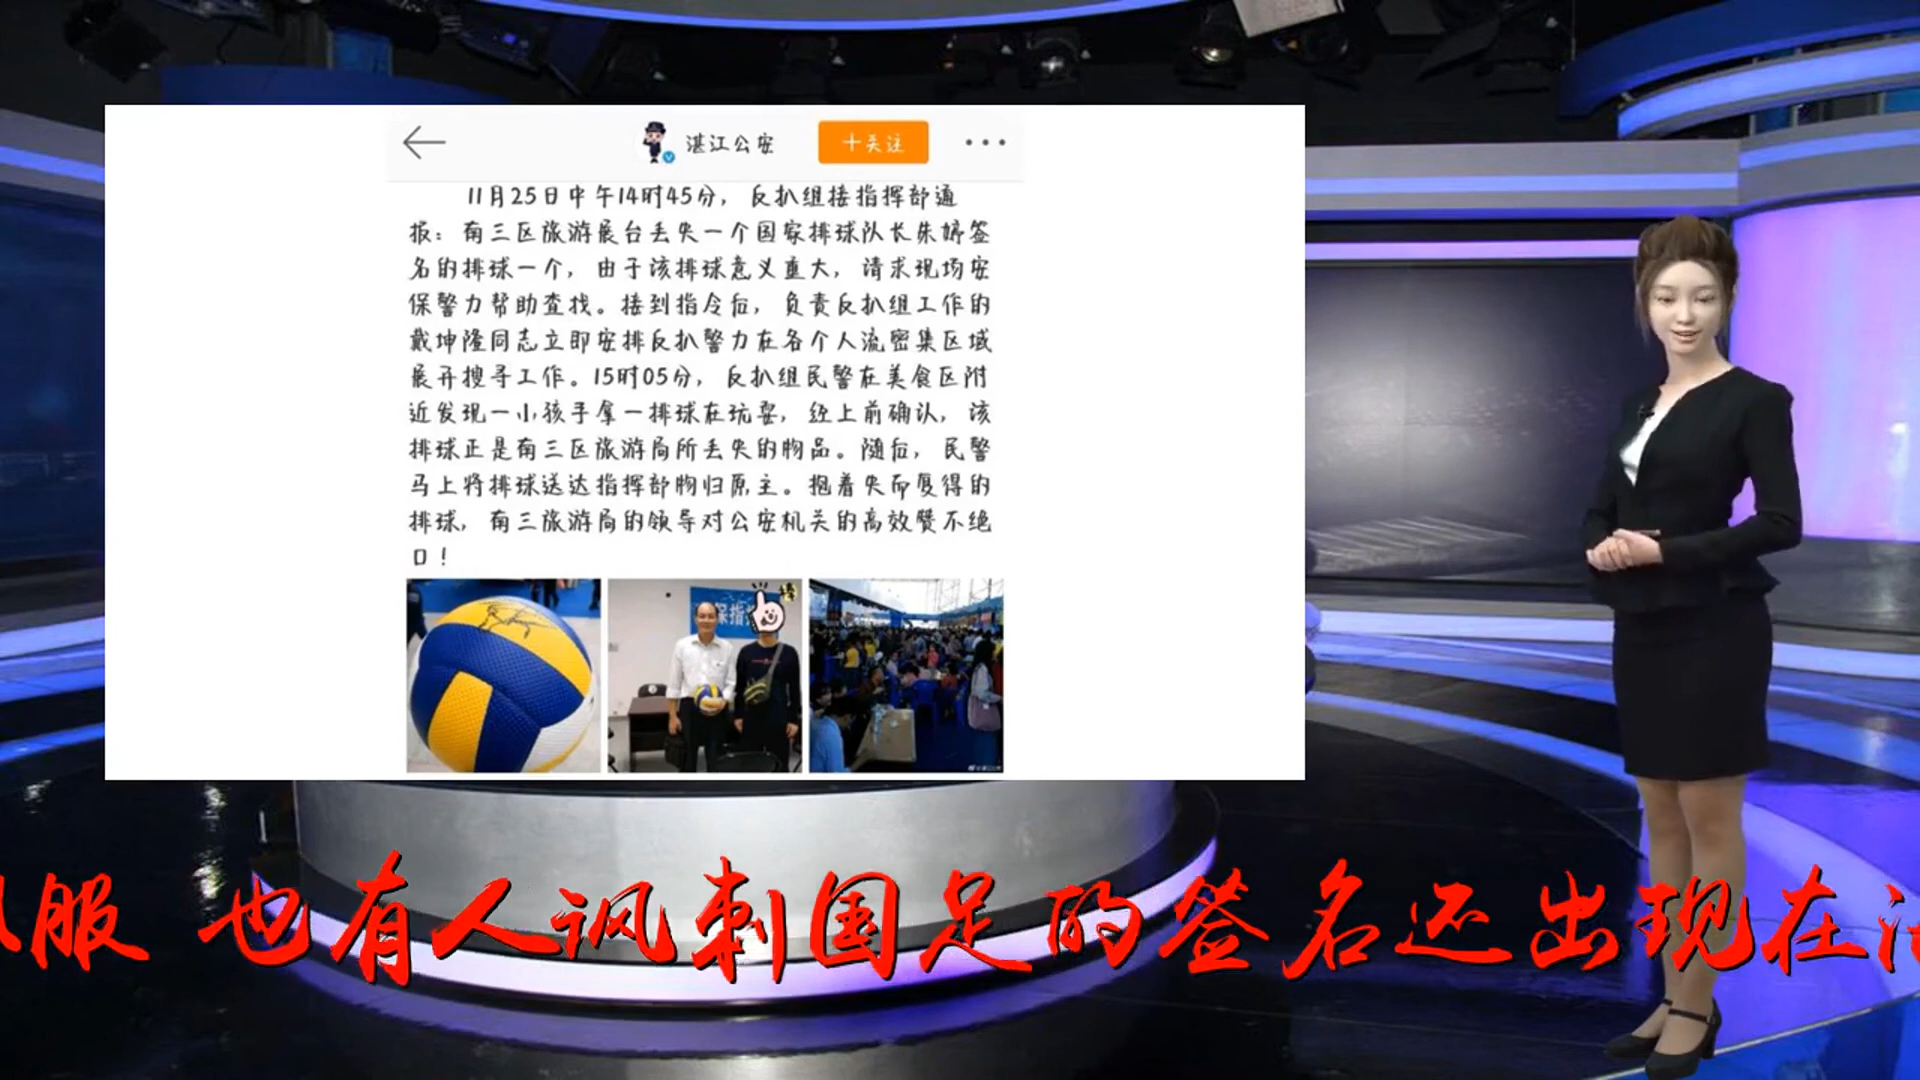 湛江公安
十关注
11月25日中午14时45分，反扒组接指挥部通
报：南三区旅游展台丢失一个国家排球队长朱婷签
名的排球一个，由于该排球意义重大，请求现场安
保警力帮助查找。接到指令后，负责反扒组工作的
戴坤隆同志立即安排反扒警力在各个人流密集区域
展开搜寻工作。15时05分，反扒组民警在美食区附
近发现一小孩手拿一排球在玩耍，经上前确认，该
排球正是南三区旅游局所丢失的物品。随后，民警
马上将排球送达指挥部物归原主。抱着失而复得的
排球，南三旅游局的领导对公安机关的高效赞不绝
口！
保指
服 也有人讽刺国足的签名还出现在